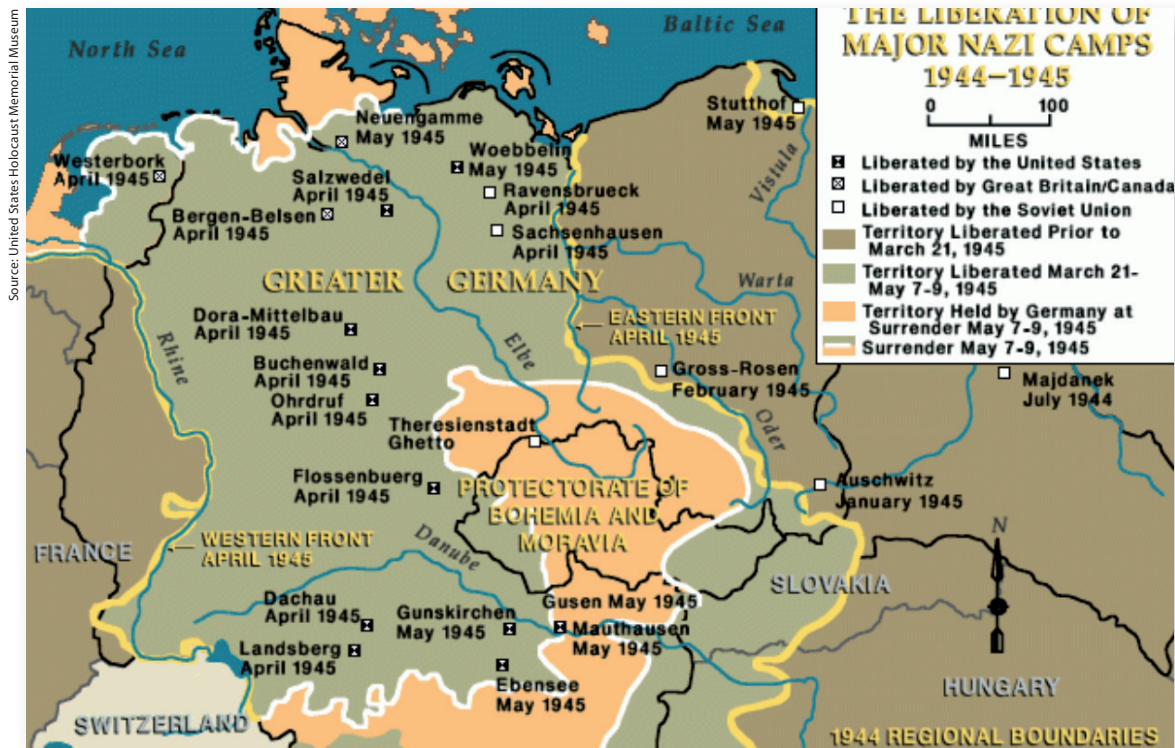 Source: United States Holocaust Memorial Museum
North Sea
Baltic Sea
THE LIBERATION OF
MAJOR NAZI CAMPS
1944–1945
0 100
MILES
Liberated by the United States
Liberated by Great Britain/Canada
Liberated by the Soviet Union
Territory Liberated Prior to
March 21, 1945
Territory Liberated March 21-
May 7-9, 1945
Territory Held by Germany at
Surrender May 7-9, 1945
Surrender May 7-9, 1945
Neuengamme
May 1945
Stutthof
May 1945
Westerbork
April 1945
Woebbelin
May 1945
Salzwedel
April 1945
Ravensbrueck
April 1945
Bergen-Belsen
April 1945
Sachsenhausen
April 1945
Vistula
GREATER GERMANY
Warta
Dora-Mittelbau
April 1945
EASTERN FRONT
APRIL 1945
Rhine
Elbe
Buchenwald
April 1945
Gross-Rosen
February 1945
Majdanek
July 1944
Ohrdruf
April 1945
Theresienstadt
Ghetto
Oder
Flossenbuerg
April 1945
PROTECTORATE OF
BOHEMIA AND
MORAVIA
Auschwitz
January 1945
FRANCE
WESTERN FRONT
APRIL 1945
Danube
N
SLOVAKIA
Dachau
April 1945
Gunskirchen
May 1945
Gusen May 1945
Mauthausen
May 1945
Landsberg
April 1945
Ebensee
May 1945
HUNGARY
SWITZERLAND
1944 REGIONAL BOUNDARIES